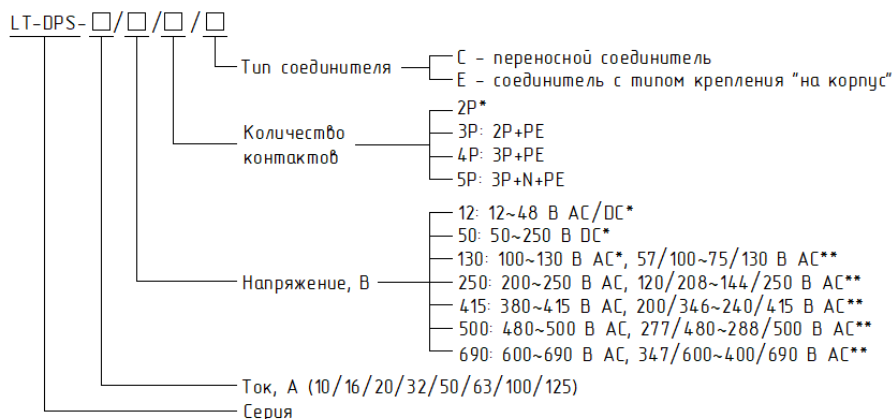 LT-DPS-□/□/□/□
Тип соединителя
C - переносной соединитель
E - соединитель с типом крепления "на корпус"
Количество
контактов
2P*
3P: 2P+PE
4P: 3P+PE
5P: 3P+N+PE
Напряжение, В
12: 12~48 В AC/DC*
50: 50~250 В DC*
130: 100~130 В AC*, 57/100~75/130 В AC**
250: 200~250 В AC, 120/208~144/250 В AC**
415: 380~415 В AC, 200/346~240/415 В AC**
500: 480~500 В AC, 277/480~288/500 В AC**
690: 600~690 В AC, 347/600~400/690 В AC**
Ток, А (10/16/20/32/50/63/100/125)
Серия